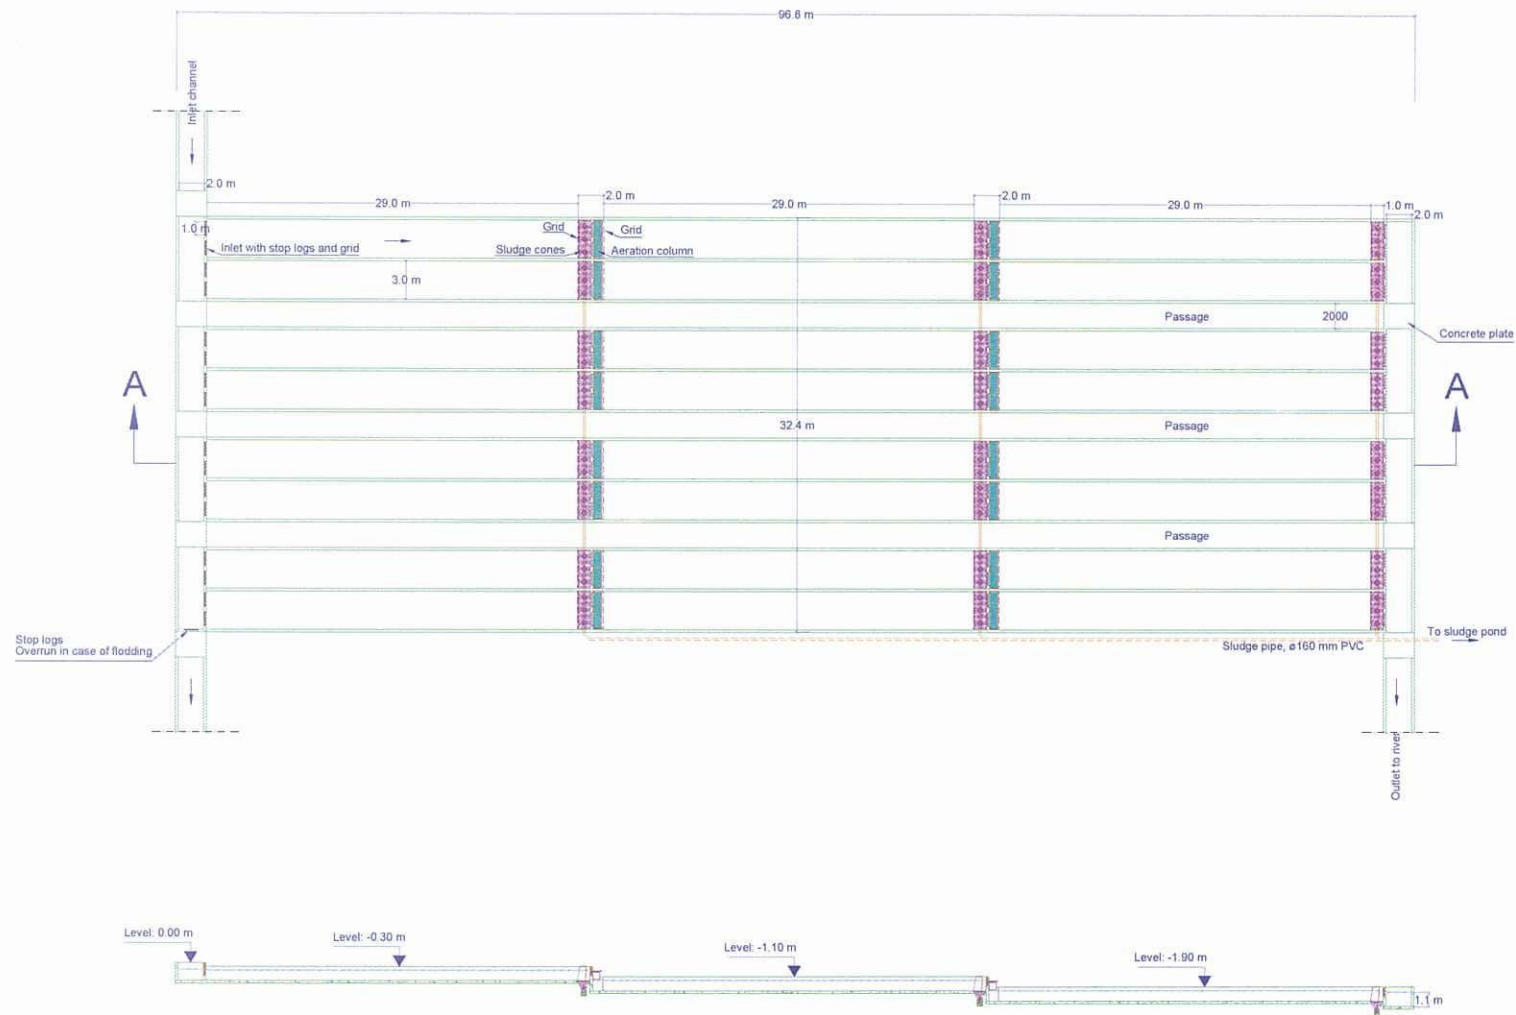 96.6 m
Inlet channel
2.0 m
29.0 m
2.0 m
29.0 m
2.0 m
29.0 m
1.0 m
2.0 m
1.0 m
Inlet with stop logs and grid
Grid
Grid
Sludge cones
Aeration column
3.0 m
Passage
2000
Concrete plate
A
A
32.4 m
Passage
Passage
Stop logs
Overrun in case of flodding
To sludge pond
Sludge pipe, ø160 mm PVC
Outlet to river
Level: 0.00 m
Level: -0.30 m
Level: -1.10 m
Level: -1.90 m
1.1 m